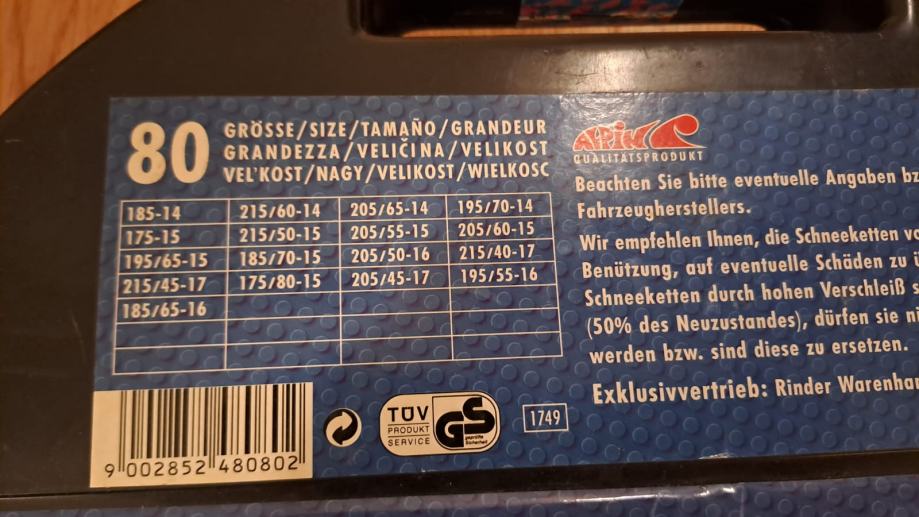 80
GRÖSSE/SIZE/TAMAÑO/GRANDEUR
GRANDEZZA/VELIČINA/VELIKOST
VEL'KOST/NAGY/VELIKOST/WIELKOSC
185-14 215/60-14 205/65-14 195/70-14
175-15 215/50-15 205/55-15 205/60-15
195/65-15 185/70-15 205/50-16 215/40-17
215/45-17 175/80-15 205/45-17 195/55-16
185/65-16
9 002852 480802
TÜV
PRODUKT
SERVICE
GS
geprüfte
Sicherheit
1749
ALPIN
QUALITÄTSPRODUKT
Beachten Sie bitte eventuelle Angaben bz
Fahrzeugherstellers.
Wir empfehlen Ihnen, die Schneeketten vo
Benützung, auf eventuelle Schäden zu ü
Schneeketten durch hohen Verschleiß s
(50% des Neuzustandes), dürfen sie ni
werden bzw. sind diese zu ersetzen.
Exklusivvertrieb: Rinder Warenha